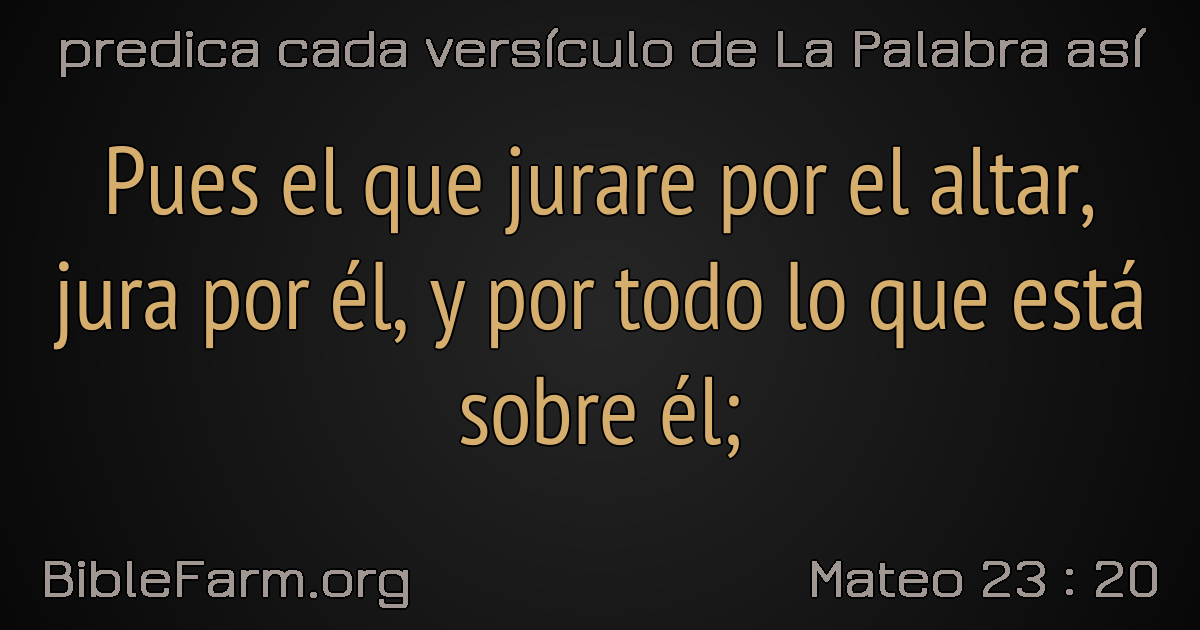 predica cada versículo de La Palabra así
Pues el que jurare por el altar,
jura por él, y por todo lo que está
sobre él;
BibleFarm.org
Mateo 23 : 20